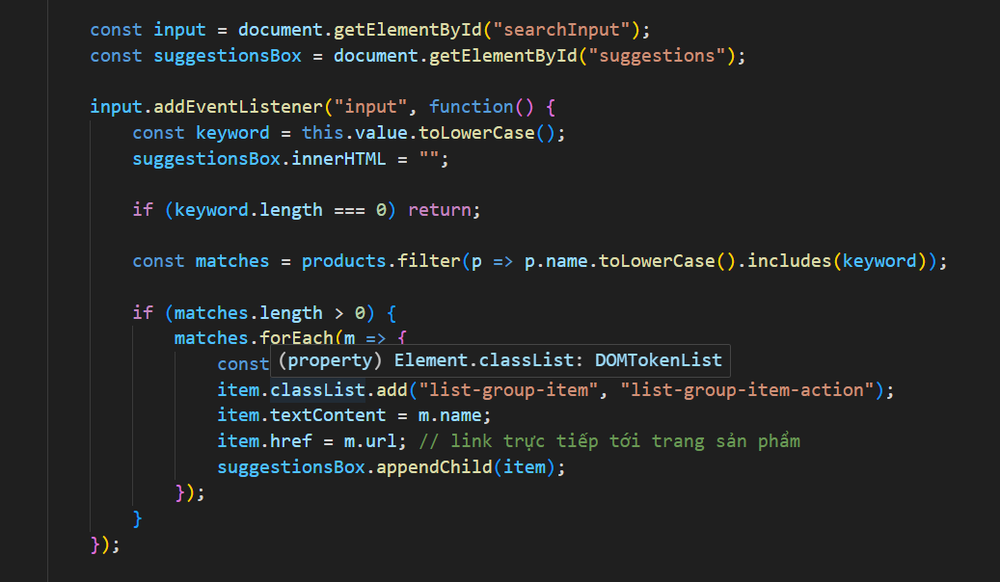 const input = document.getElementById("searchInput");
const suggestionsBox = document.getElementById("suggestions");
input.addEventListener("input", function() {
const keyword = this.value.toLowerCase();
suggestionsBox.innerHTML = "";
if (keyword.length === 0) return;
const matches = products.filter(p => p.name.toLowerCase().includes(keyword));
if (matches.length > 0) {
matches.forEach(m => {
const
(property) Element.classList: DOMTokenList
item.classList.add("list-group-item", "list-group-item-action");
item.textContent = m.name;
item.href = m.url; // link trực tiếp tới trang sản phẩm
suggestionsBox.appendChild(item);
});
}
});